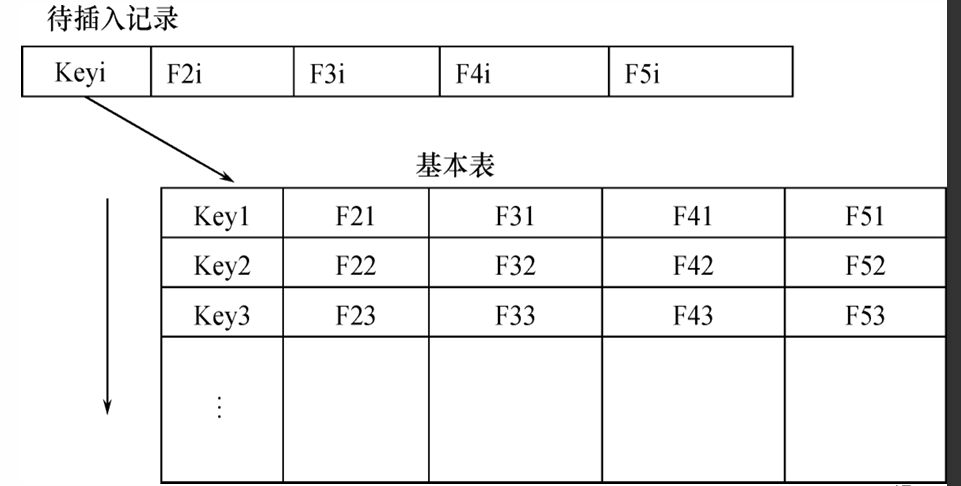 待插入记录
Keyi F2i F3i F4i F5i
基本表
Key1 F21 F31 F41 F51
Key2 F22 F32 F42 F52
Key3 F23 F33 F43 F53
⋮